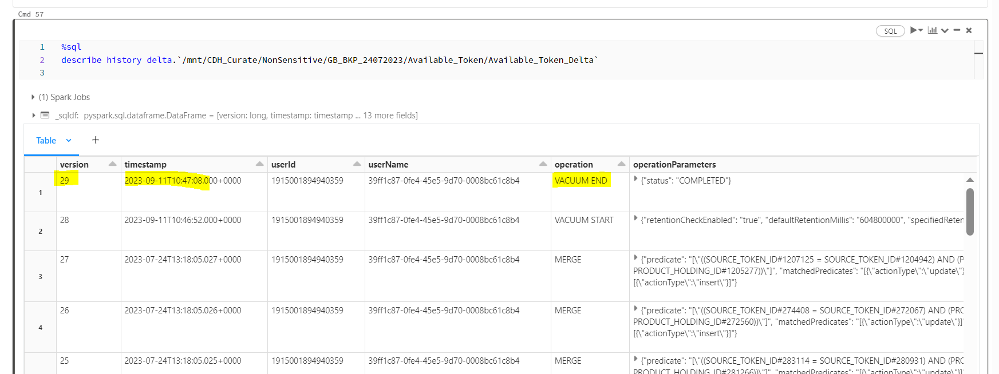 Cmd 57
SQL
1 %sql
2 describe history delta.`/mnt/CDH_Curate/NonSensitive/GB_BKP_24072023/Available_Token/Available_Token_Delta`
3
(1) Spark Jobs
_sqldf: pyspark.sql.dataframe.DataFrame = [version: long, timestamp: timestamp ... 13 more fields]
Table +
version timestamp userId userName operation operationParameters
1 29 2023-09-11T10:47:08.000+0000 1915001894940359 39ff1c87-0fe4-45e5-9d70-0008bc61c8b4 VACUUM END {"status": "COMPLETED"}
2 28 2023-09-11T10:46:52.000+0000 1915001894940359 39ff1c87-0fe4-45e5-9d70-0008bc61c8b4 VACUUM START {"retentionCheckEnabled": "true", "defaultRetentionMillis": "604800000", "specifiedReten
3 27 2023-07-24T13:18:05.027+0000 1915001894940359 39ff1c87-0fe4-45e5-9d70-0008bc61c8b4 MERGE {"predicate": "[\"((SOURCE_TOKEN_ID#1207125 = SOURCE_TOKEN_ID#1204942) AND (P
PRODUCT_HOLDING_ID#1205277))\"]", "matchedPredicates": "[{\"actionType\":\"update\"}
[{\"actionType\":\"insert\"}]"}
4 26 2023-07-24T13:18:05.026+0000 1915001894940359 39ff1c87-0fe4-45e5-9d70-0008bc61c8b4 MERGE {"predicate": "[\"((SOURCE_TOKEN_ID#274408 = SOURCE_TOKEN_ID#272067) AND (PRO
PRODUCT_HOLDING_ID#272560))\"]", "matchedPredicates": "[{\"actionType\":\"update\"}]"
[{\"actionType\":\"insert\"}]"}
25 2023-07-24T13:18:05.025+0000 1915001894940359 39ff1c87-0fe4-45e5-9d70-0008bc61c8b4 MERGE {"predicate": "[\"((SOURCE_TOKEN_ID#283114 = SOURCE_TOKEN_ID#280931) AND (PRO
PRODUCT_HOLDING_ID#281266))\"]", "matchedPredicates": "[{\"actionType\":\"update\"}]"